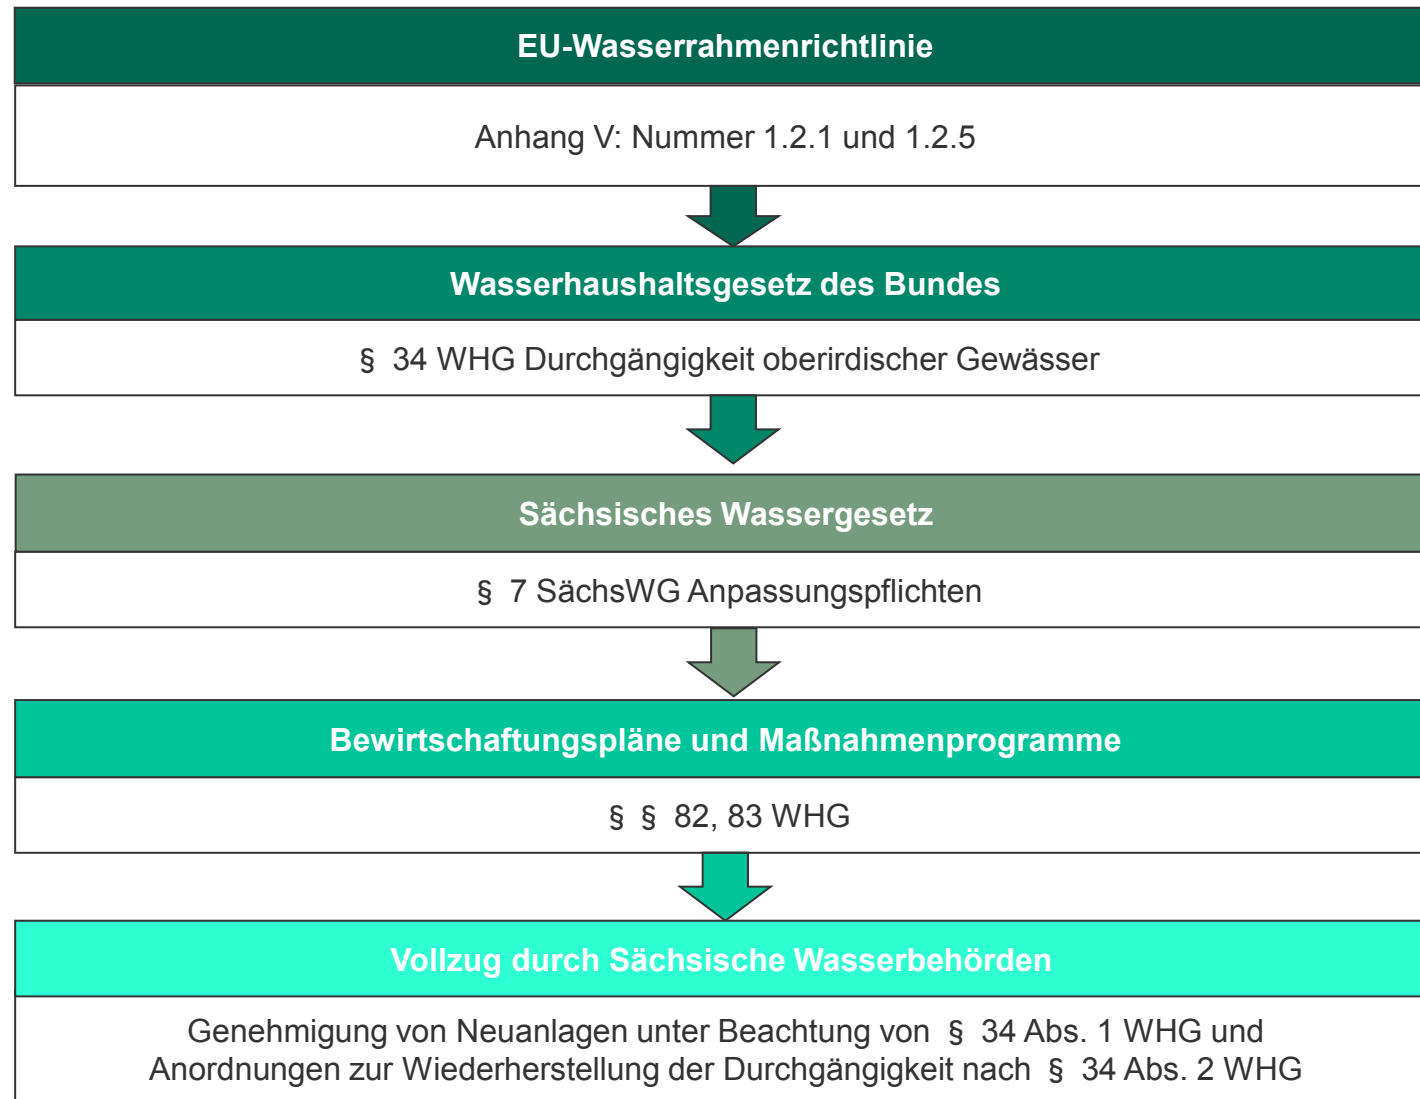 EU-Wasserrahmenrichtlinie
Anhang V: Nummer 1.2.1 und 1.2.5
Wasserhaushaltsgesetz des Bundes
§ 34 WHG Durchgängigkeit oberirdischer Gewässer
Sächsisches Wassergesetz
§ 7 SächsWG Anpassungspflichten
Bewirtschaftungspläne und Maßnahmenprogramme
§ § 82, 83 WHG
Vollzug durch Sächsische Wasserbehörden
Genehmigung von Neuanlagen unter Beachtung von § 34 Abs. 1 WHG und
Anordnungen zur Wiederherstellung der Durchgängigkeit nach § 34 Abs. 2 WHG